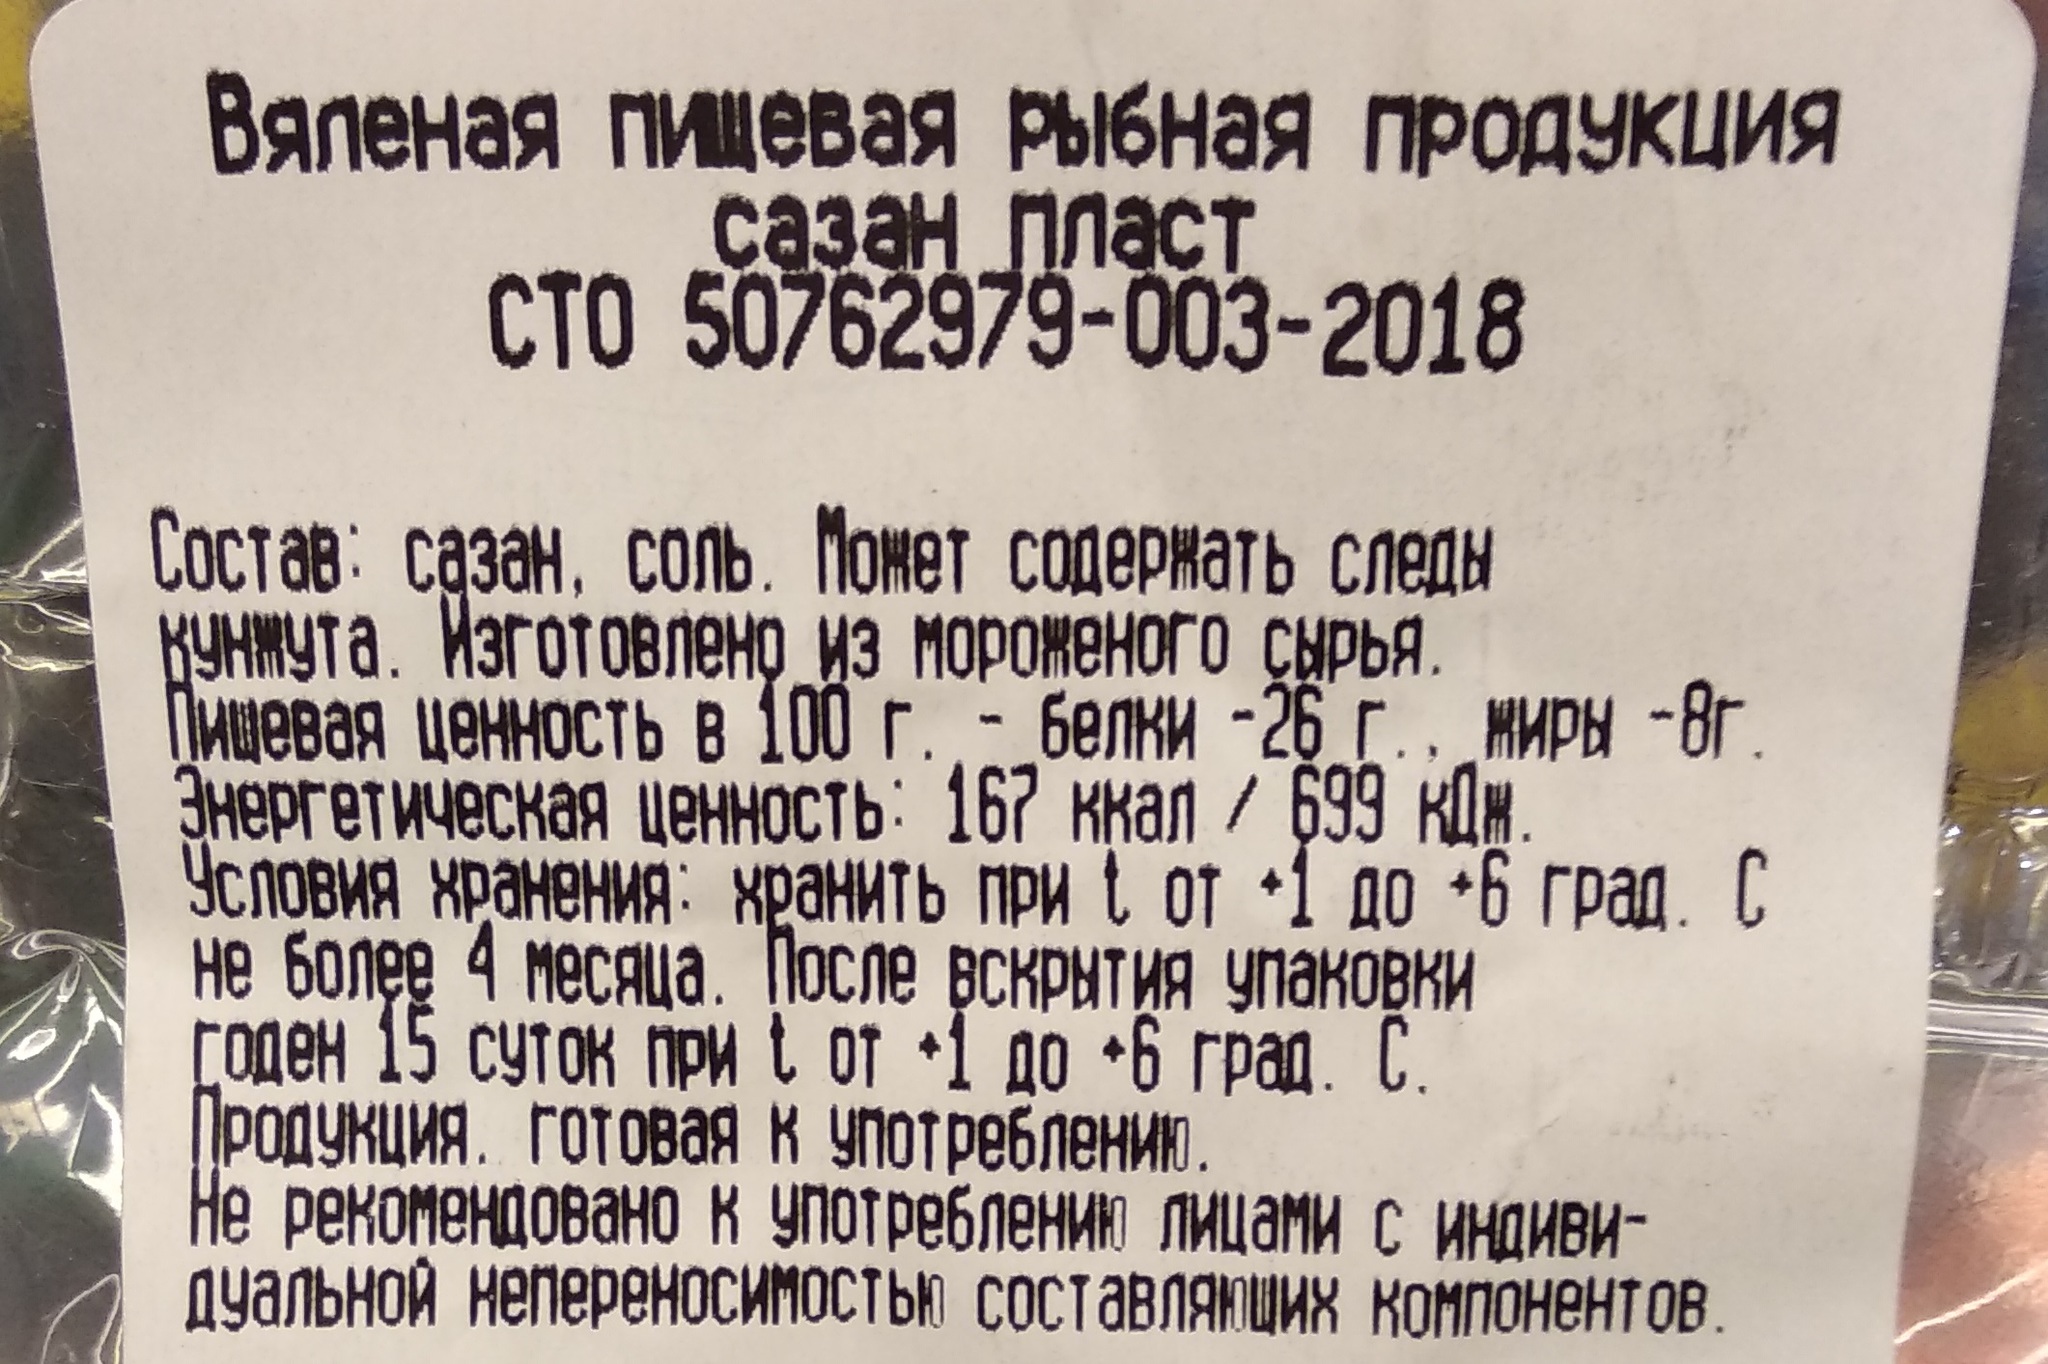 Вяленая пищевая рыбная продукция
сазан пласт
СТО 50762979-003-2018
Состав: сазан, соль. Может содержать следы
кунжута. Изготовлено из мороженого сырья.
Пищевая ценность в 100 г. - белки -26 г., жиры -8г.
Энергетическая ценность: 167 ккал / 699 кДж.
Условия хранения: хранить при t от +1 до +6 град. С
не более 4 месяца. После вскрытия упаковки
годен 15 суток при t от +1 до +6 град. С.
Продукция, готовая к употреблению.
Не рекомендовано к употреблению лицами с индиви-
дуальной непереносимостью составляющих компонентов.